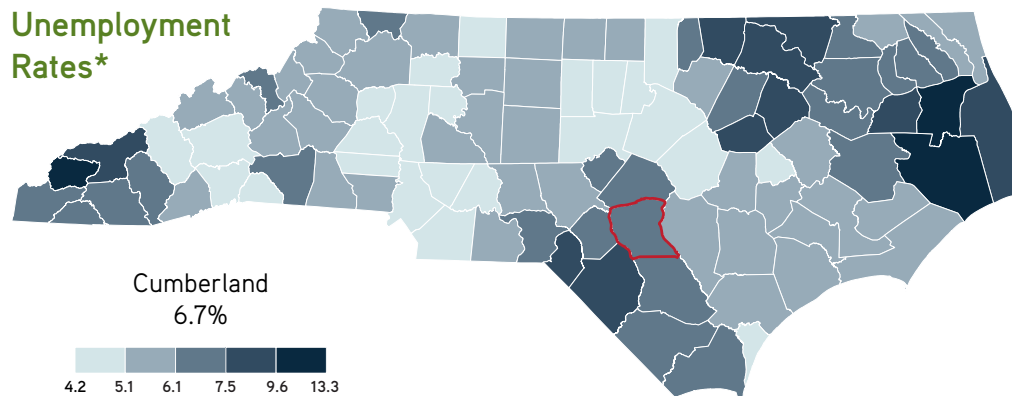 Unemployment
Rates*
Cumberland
6.7%
4.2 5.1 6.1 7.5 9.6 13.3